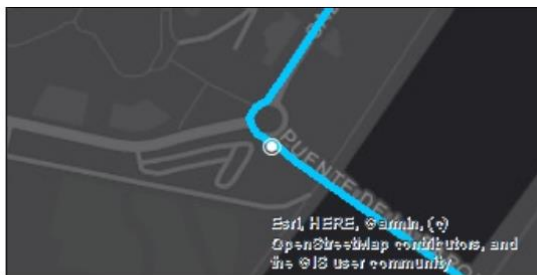 PUENTE DE
Esri, HERE, Garmin, (c)
OpenStreetMap contributors, and
the GIS user community